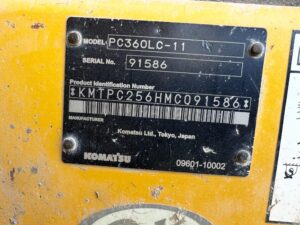 MODEL PC360LC-11
SERIAL No. 91586
Product Identification Number
*KMTPC256HMC091586*
MANUFACTURER:
Komatsu Ltd., Tokyo, Japan
KOMATSU
09601-10002